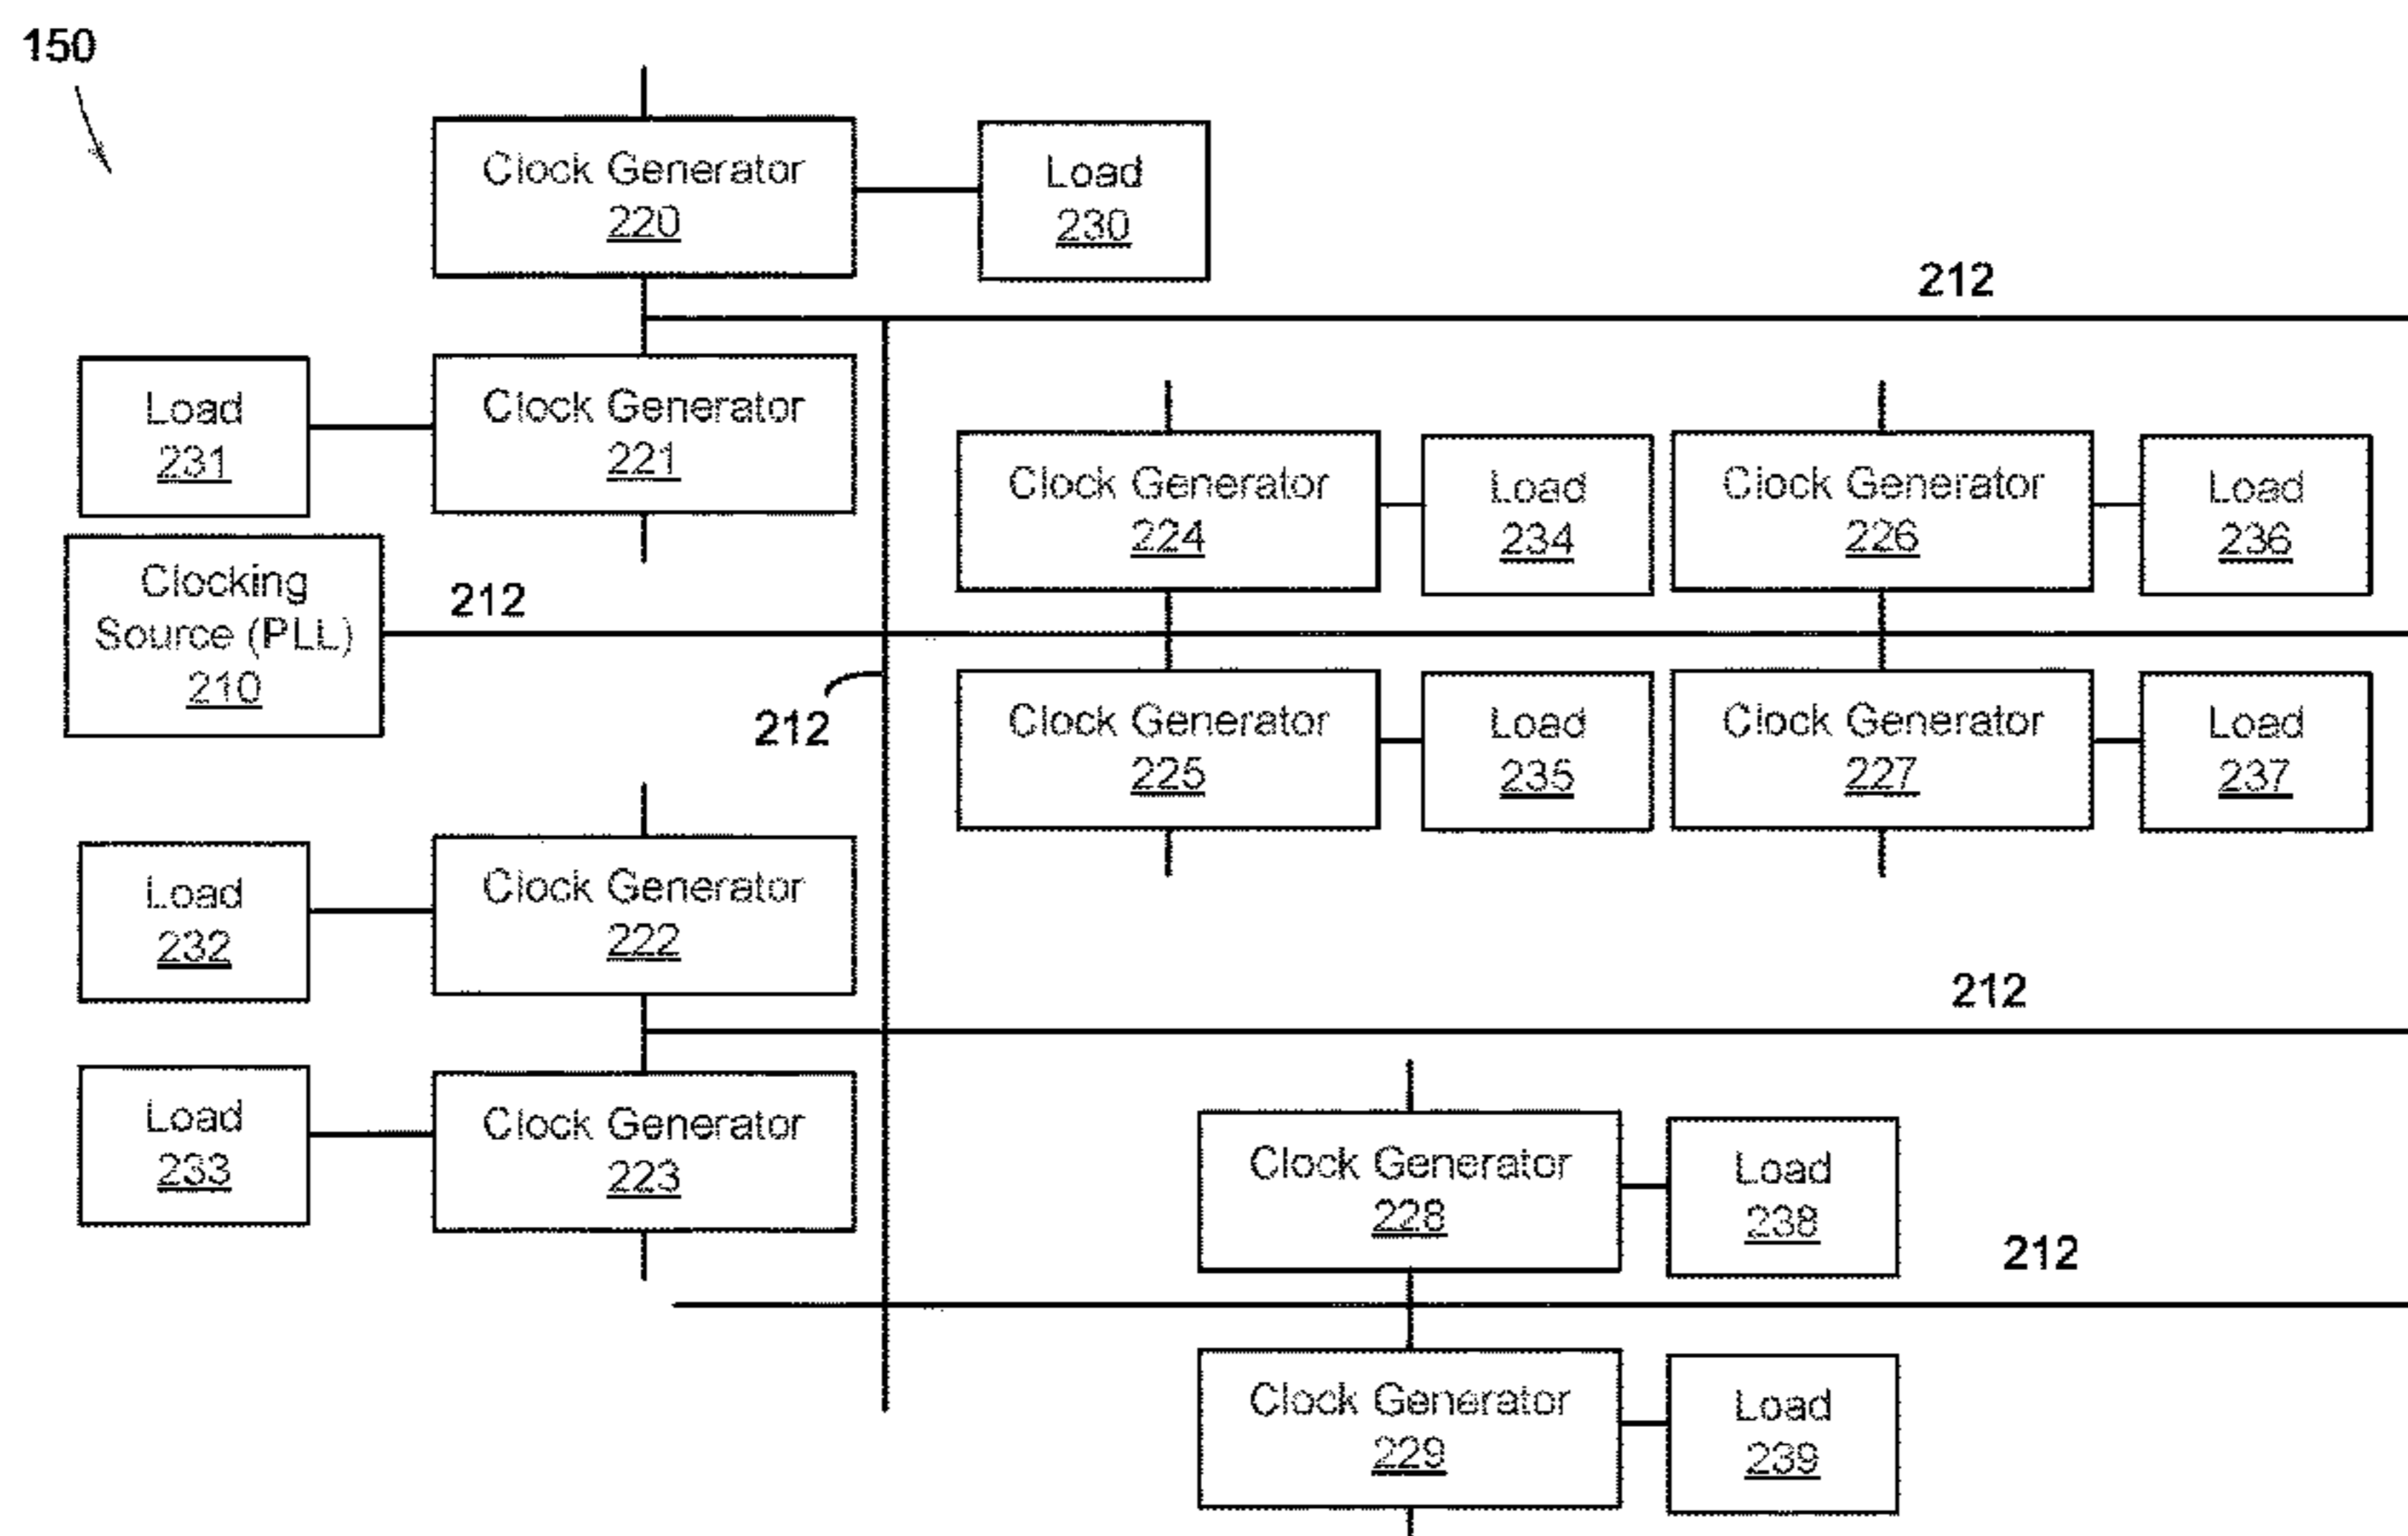 150
Clock Generator
220
Load
230
212
Load
231
Clock Generator
221
Clock Generator
224
Load
234
Clock Generator
226
Load
236
Clocking
Source (PLL)
210
212
212
Clock Generator
225
Load
235
Clock Generator
227
Load
237
Load
232
Clock Generator
222
212
Load
233
Clock Generator
223
Clock Generator
228
Load
238
212
Clock Generator
229
Load
239